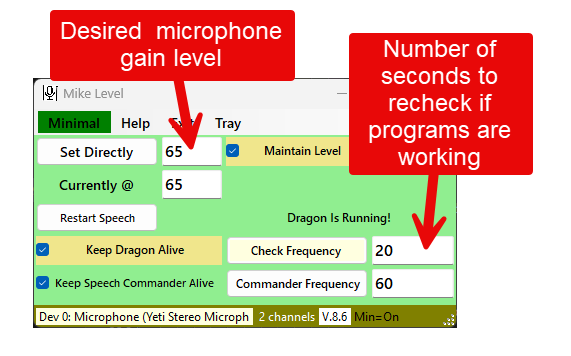 Desired microphone
gain level
Number of
seconds to
recheck if
programs are
working
Mike Level
Minimal Help Tray
Set Directly 65 Maintain Level
Currently @ 65
Restart Speech Dragon Is Running!
Keep Dragon Alive Check Frequency 20
Keep Speech Commander Alive Commander Frequency 60
Dev 0: Microphone (Yeti Stereo Microph 2 channels V.8.6 Min=On